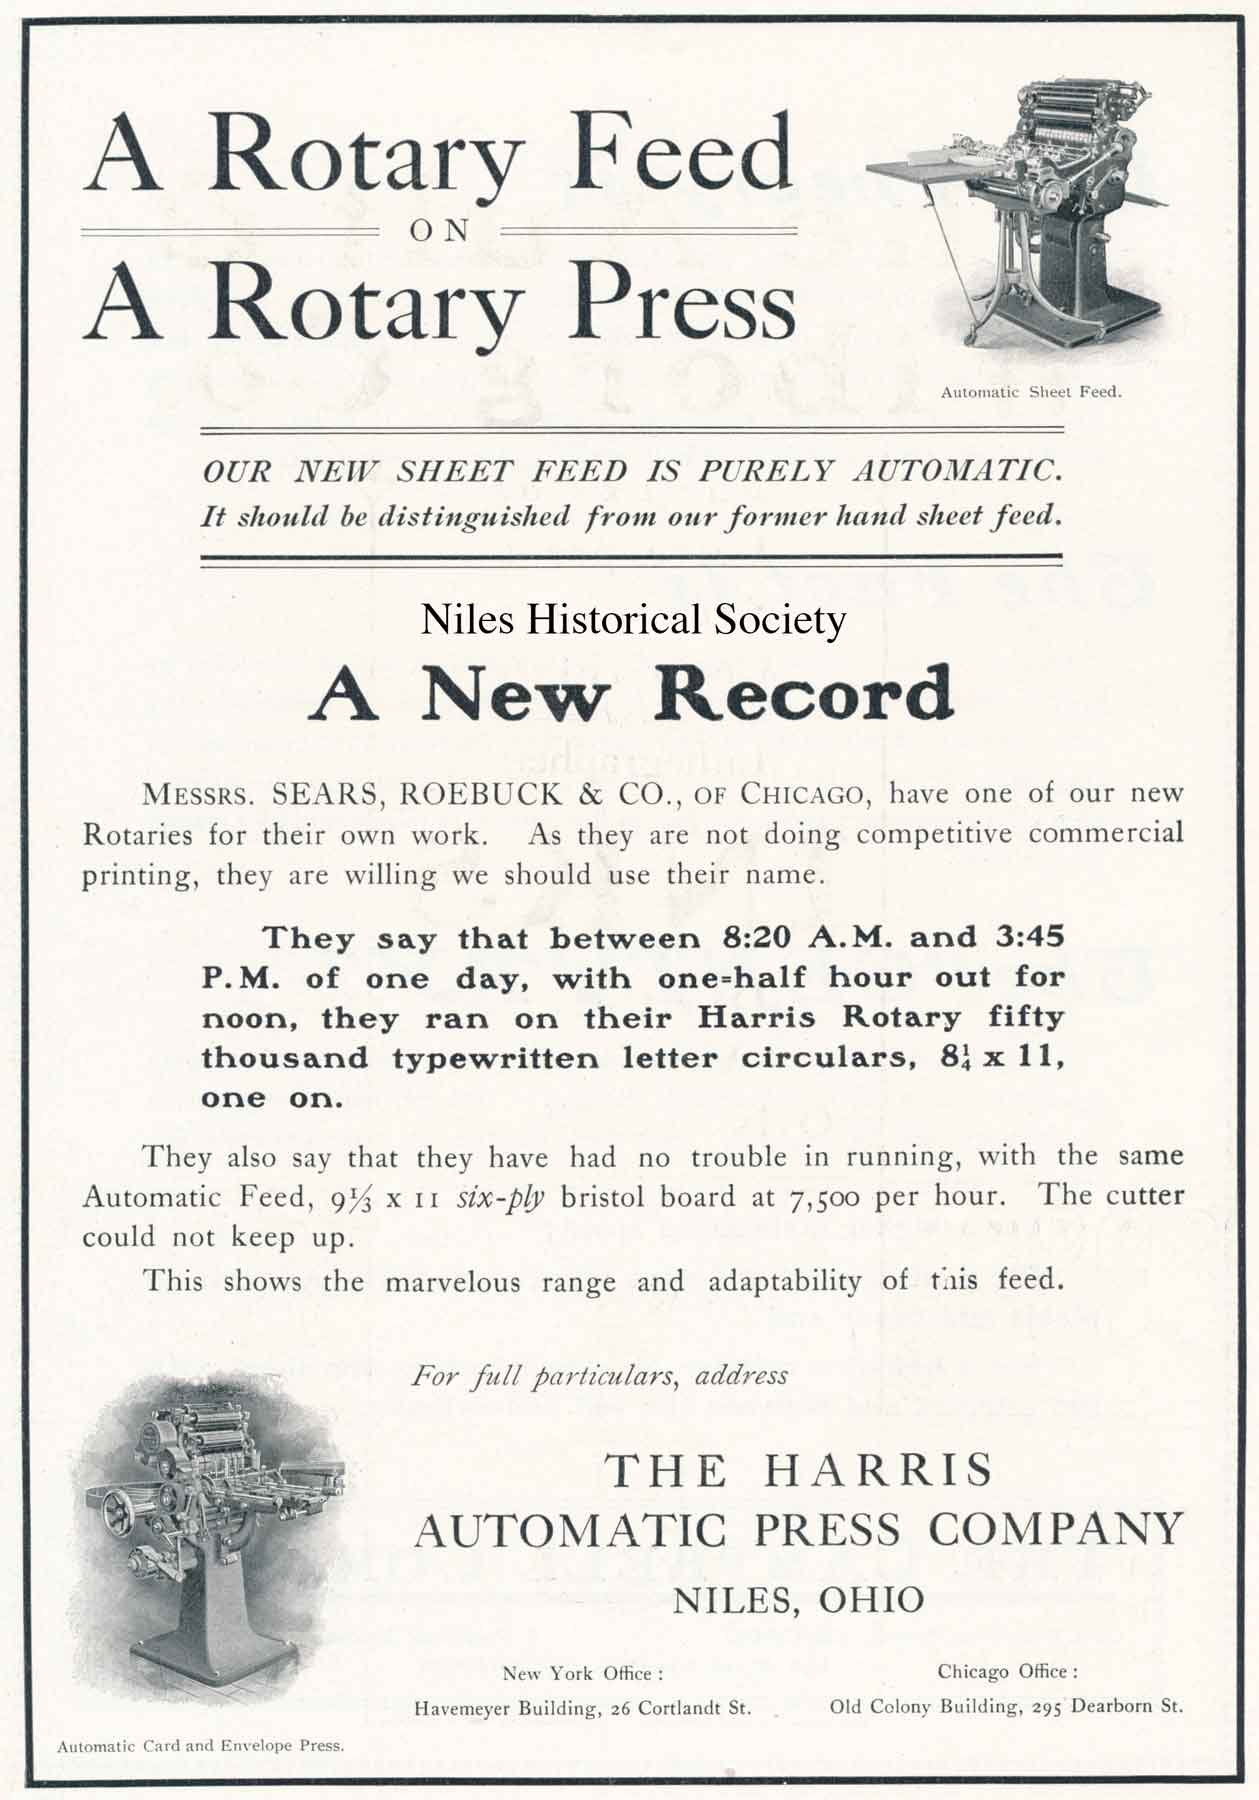 A Rotary Feed
ON
A Rotary Press
Automatic Sheet Feed.
OUR NEW SHEET FEED IS PURELY AUTOMATIC.
It should be distinguished from our former hand sheet feed.
Niles Historical Society
A New Record
MESSRS. SEARS, ROEBUCK & CO., OF CHICAGO, have one of our new
Rotaries for their own work. As they are not doing competitive commercial
printing, they are willing we should use their name.
They say that between 8:20 A.M. and 3:45
P.M. of one day, with one=half hour out for
noon, they ran on their Harris Rotary fifty
thousand typewritten letter circulars, 8¼ x 11,
one on.
They also say that they have had no trouble in running, with the same
Automatic Feed, 9⅓ x 11 six-ply bristol board at 7,500 per hour. The cutter
could not keep up.
This shows the marvelous range and adaptability of this feed.
For full particulars, address
THE HARRIS
AUTOMATIC PRESS COMPANY
NILES, OHIO
New York Office :
Havemeyer Building, 26 Cortlandt St.
Chicago Office :
Old Colony Building, 295 Dearborn St.
Automatic Card and Envelope Press.